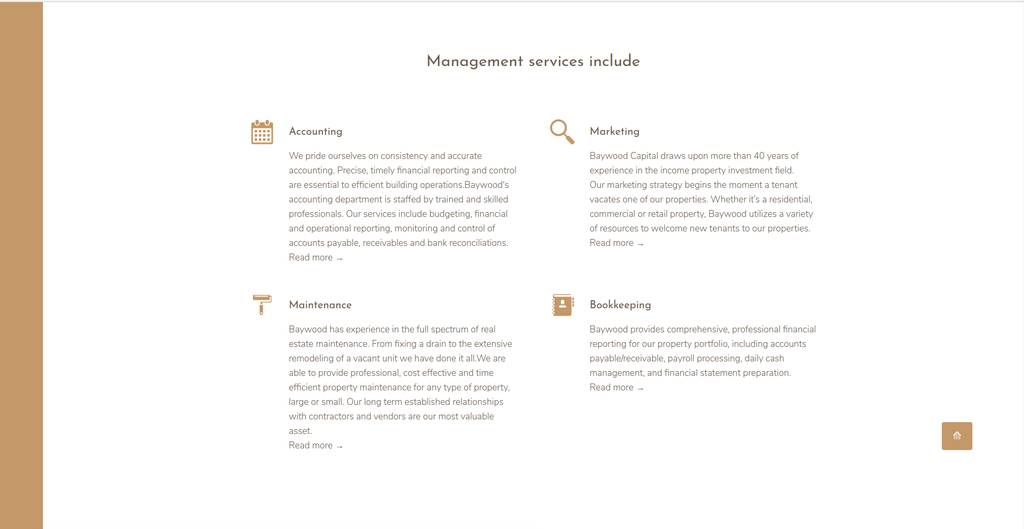 Management services include
Accounting
We pride ourselves on consistency and accurate
accounting. Precise, timely financial reporting and control
are essential to efficient building operations.Baywood's
accounting department is staffed by trained and skilled
professionals. Our services include budgeting, financial
and operational reporting, monitoring and control of
accounts payable, receivables and bank reconciliations.
Read more →
Marketing
Baywood Capital draws upon more than 40 years of
experience in the income property investment field.
Our marketing strategy begins the moment a tenant
vacates one of our properties. Whether it's a residential,
commercial or retail property, Baywood utilizes a variety
of resources to welcome new tenants to our properties.
Read more →
Maintenance
Baywood has experience in the full spectrum of real
estate maintenance. From fixing a drain to the extensive
remodeling of a vacant unit we have done it all.We are
able to provide professional, cost effective and time
efficient property maintenance for any type of property,
large or small. Our long term established relationships
with contractors and vendors are our most valuable
asset.
Read more →
Bookkeeping
Baywood provides comprehensive, professional financial
reporting for our property portfolio, including accounts
payable/receivable, payroll processing, daily cash
management, and financial statement preparation.
Read more →